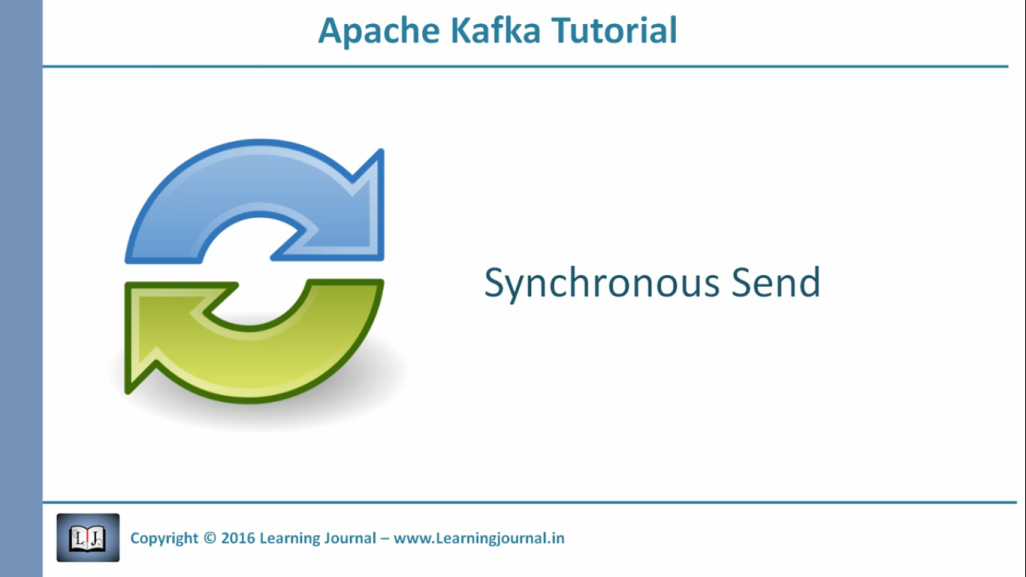 Apache Kafka Tutorial
Synchronous Send
LJ
Copyright © 2016 Learning Journal – www.Learningjournal.in